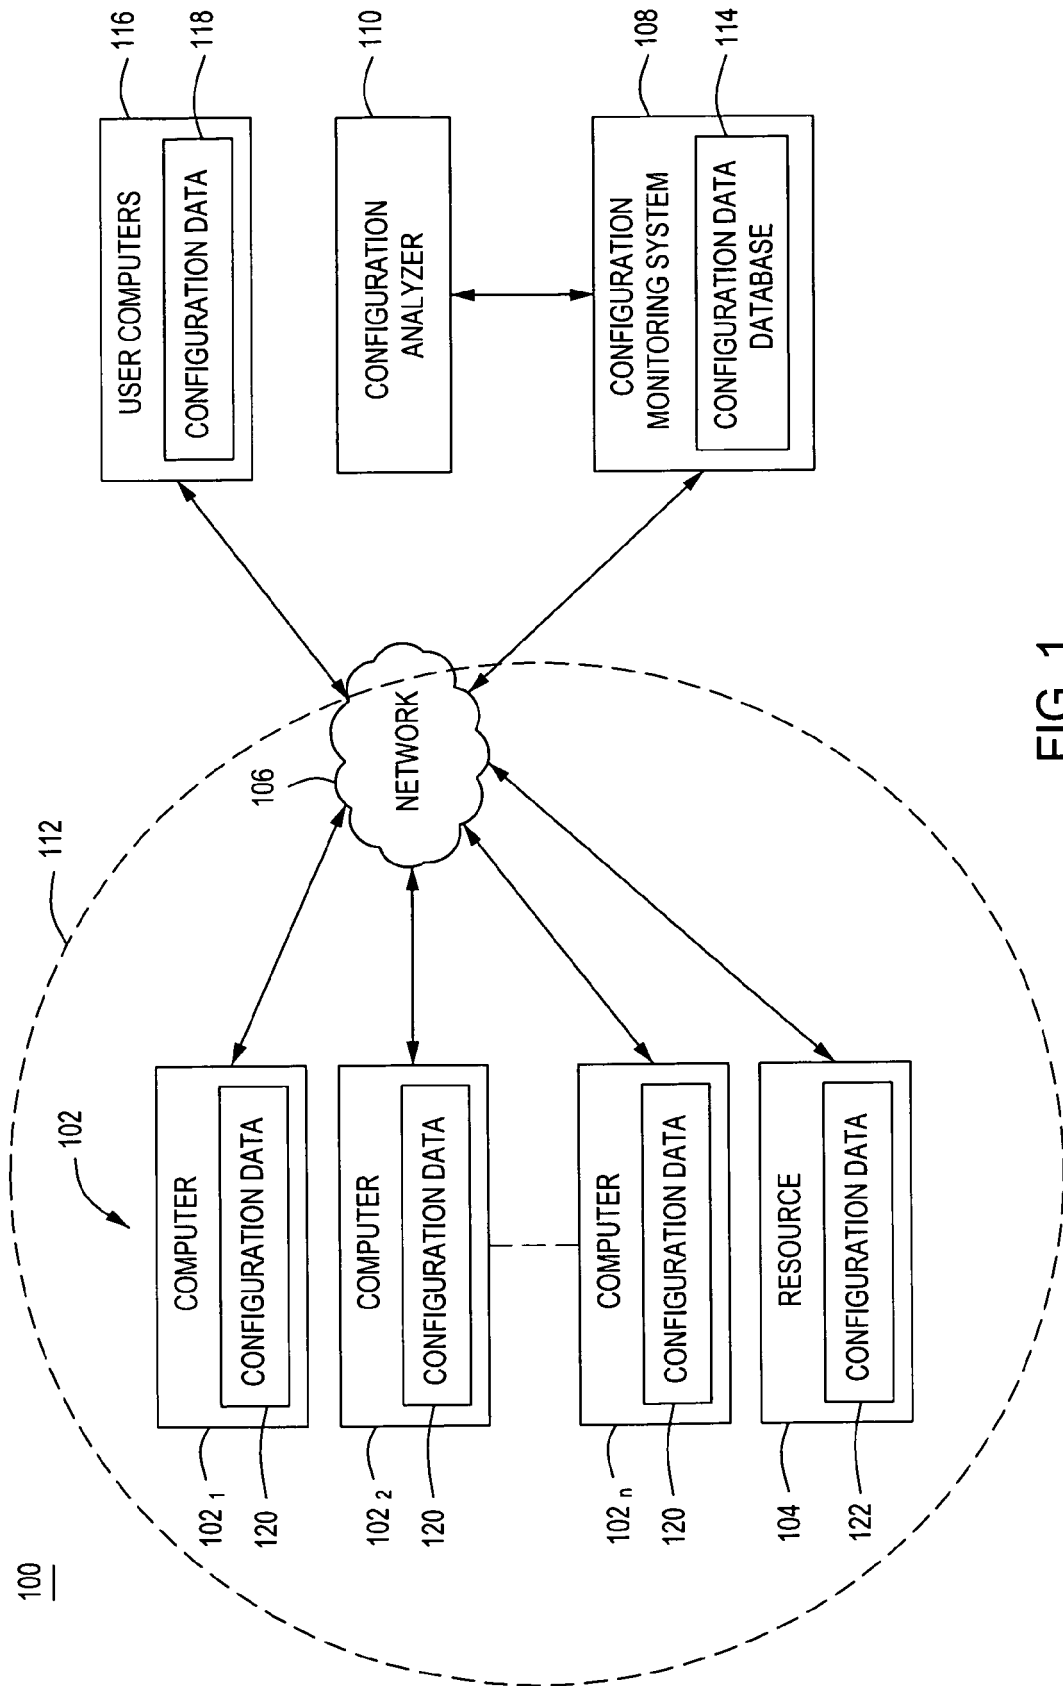 100
112
102
COMPUTER
CONFIGURATION DATA
102 1
120
COMPUTER
CONFIGURATION DATA
102 2
120
COMPUTER
CONFIGURATION DATA
102 n
120
RESOURCE
CONFIGURATION DATA
104
122
106
NETWORK
USER COMPUTERS
CONFIGURATION DATA
116
118
CONFIGURATION
ANALYZER
110
CONFIGURATION
MONITORING SYSTEM
CONFIGURATION DATA
DATABASE
108
114
FIG. 1